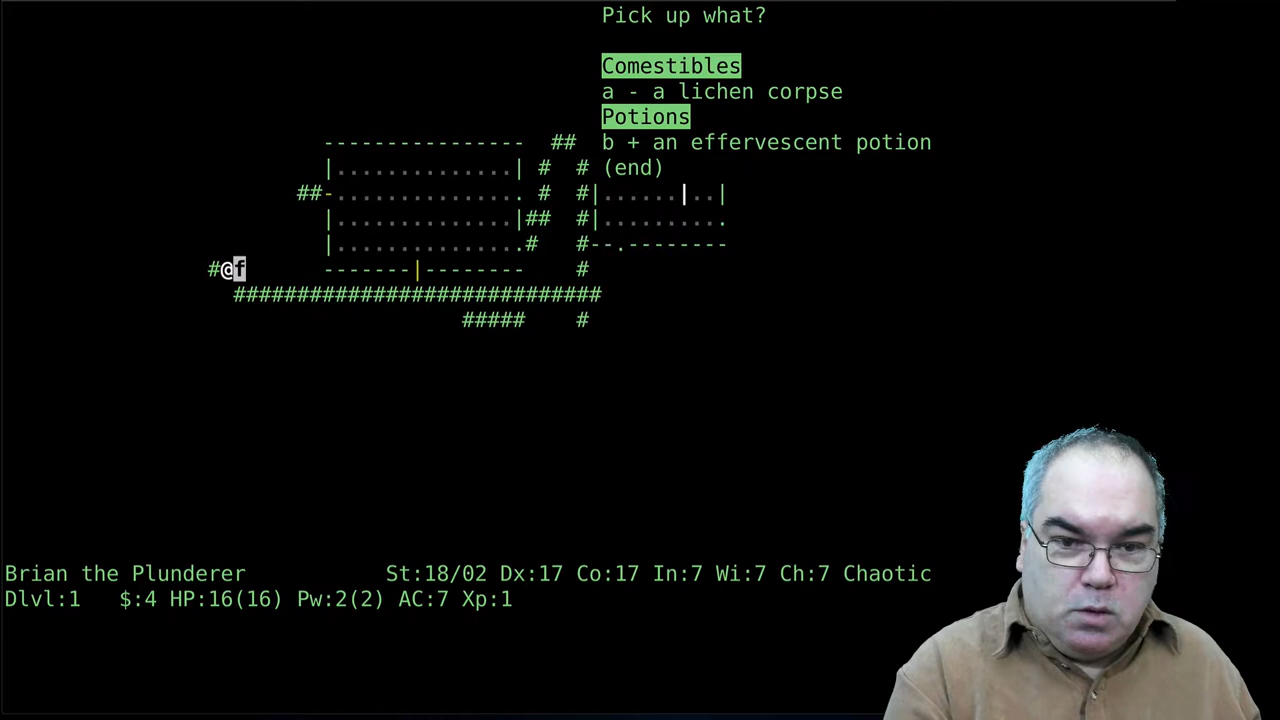 Pick up what?
Comestibles
a - a lichen corpse
Potions
b + an effervescent potion
(end)
--------------- ##
|..............| # #
##-..............  # #|......|..|
|..............|## #|.........
|...............# #--.--------
#@f -------|-------- #
#############################
##### #
Brian the Plunderer St:18/02 Dx:17 Co:17 In:7 Wi:7 Ch:7 Chaotic
Dlvl:1 $:4 HP:16(16) Pw:2(2) AC:7 Xp:1